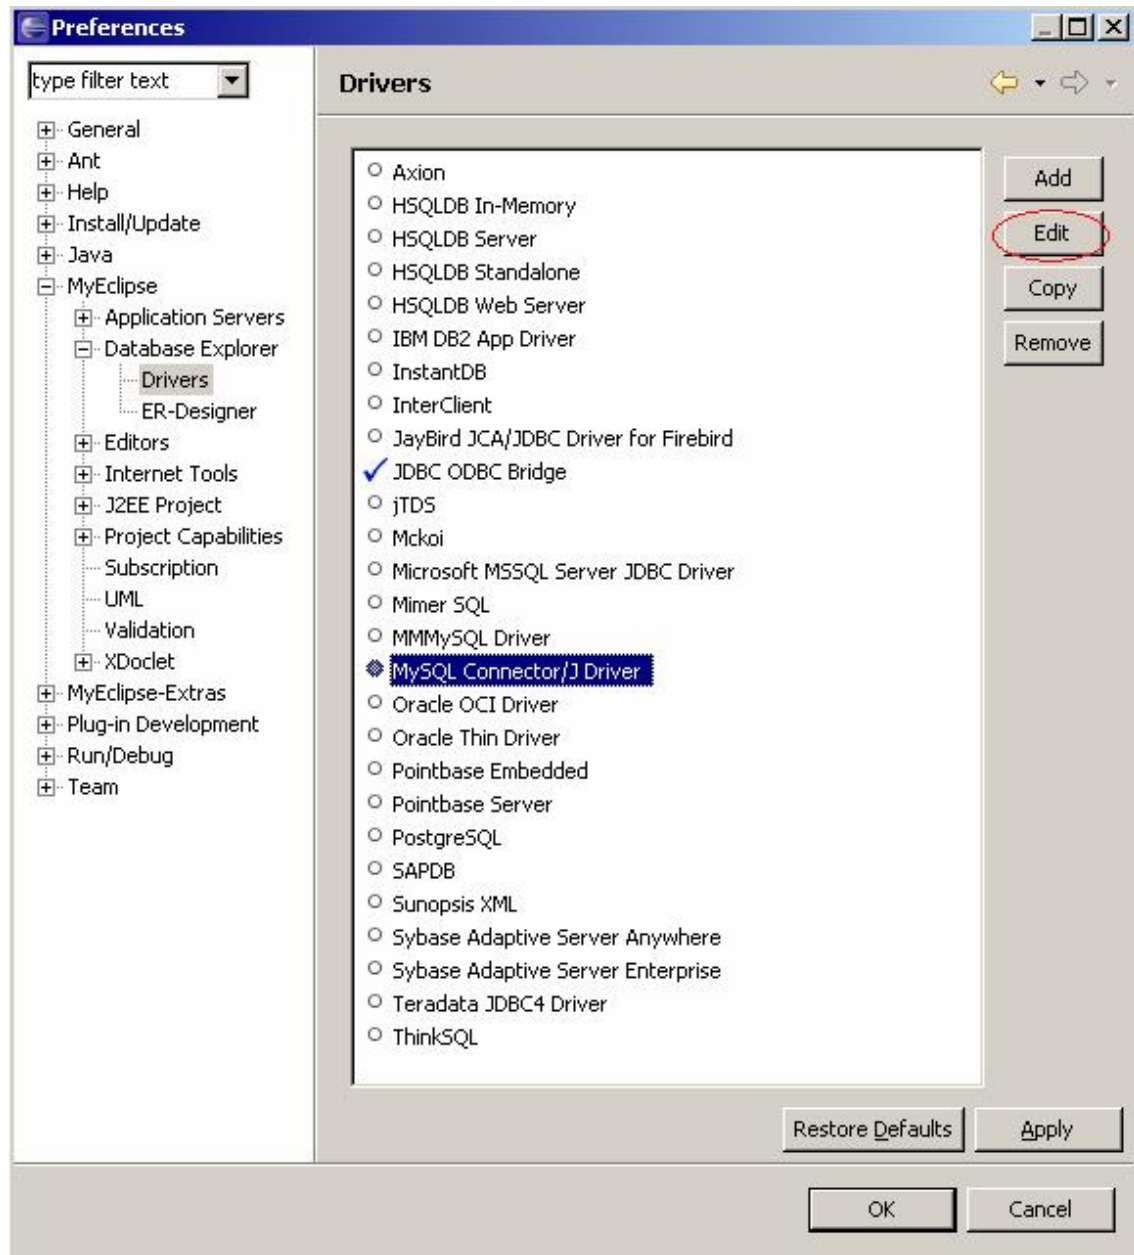 Preferences
type filter text
General
Ant
Help
Install/Update
Java
MyEclipse
Application Servers
Database Explorer
Drivers
ER-Designer
Editors
Internet Tools
J2EE Project
Project Capabilities
Subscription
UML
Validation
XDoclet
MyEclipse-Extras
Plug-in Development
Run/Debug
Team
Drivers
Axion
HSQLDB In-Memory
HSQLDB Server
HSQLDB Standalone
HSQLDB Web Server
IBM DB2 App Driver
InstantDB
InterClient
JayBird JCA/JDBC Driver for Firebird
JDBC ODBC Bridge
jTDS
Mckoi
Microsoft MSSQL Server JDBC Driver
Mimer SQL
MMMySQL Driver
MySQL Connector/J Driver
Oracle OCI Driver
Oracle Thin Driver
Pointbase Embedded
Pointbase Server
PostgreSQL
SAPDB
Sunopsis XML
Sybase Adaptive Server Anywhere
Sybase Adaptive Server Enterprise
Teradata JDBC4 Driver
ThinkSQL
Add
Edit
Copy
Remove
Restore Defaults
Apply
OK
Cancel